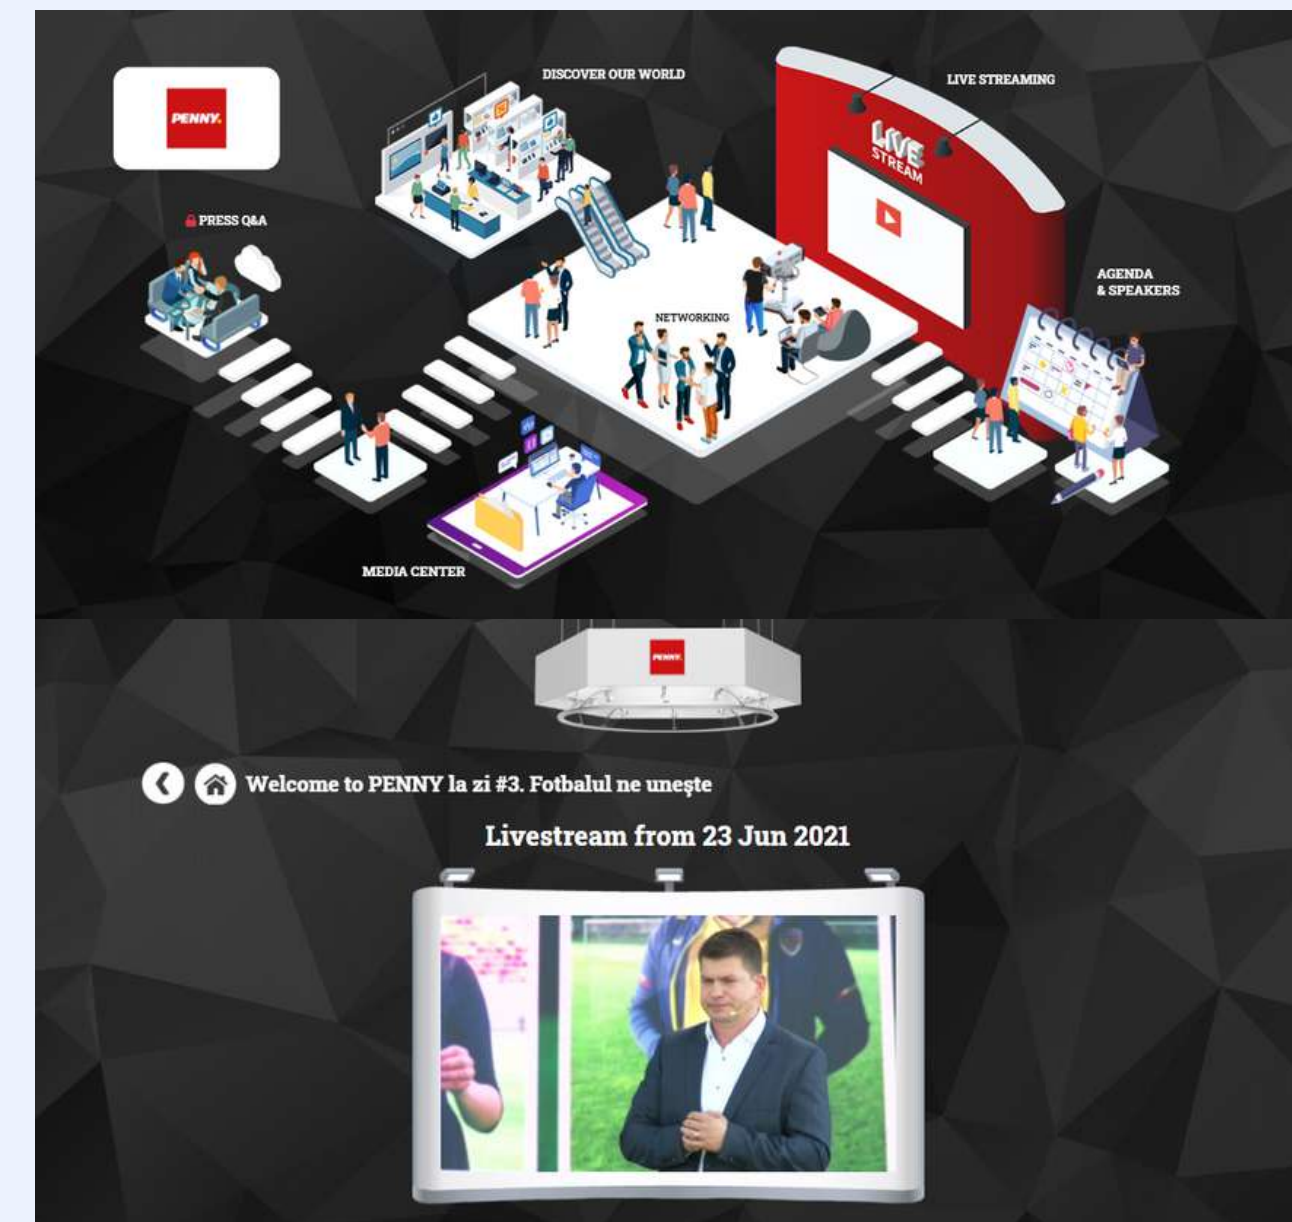 DISCOVER OUR WORLD
LIVE STREAMING
PENNY.
LIVE
STREAM
PRESS Q&A
AGENDA
& SPEAKERS
NETWORKING
MEDIA CENTER
PENNY.
Welcome to PENNY la zi #3. Fotbalul ne unește
Livestream from 23 Jun 2021